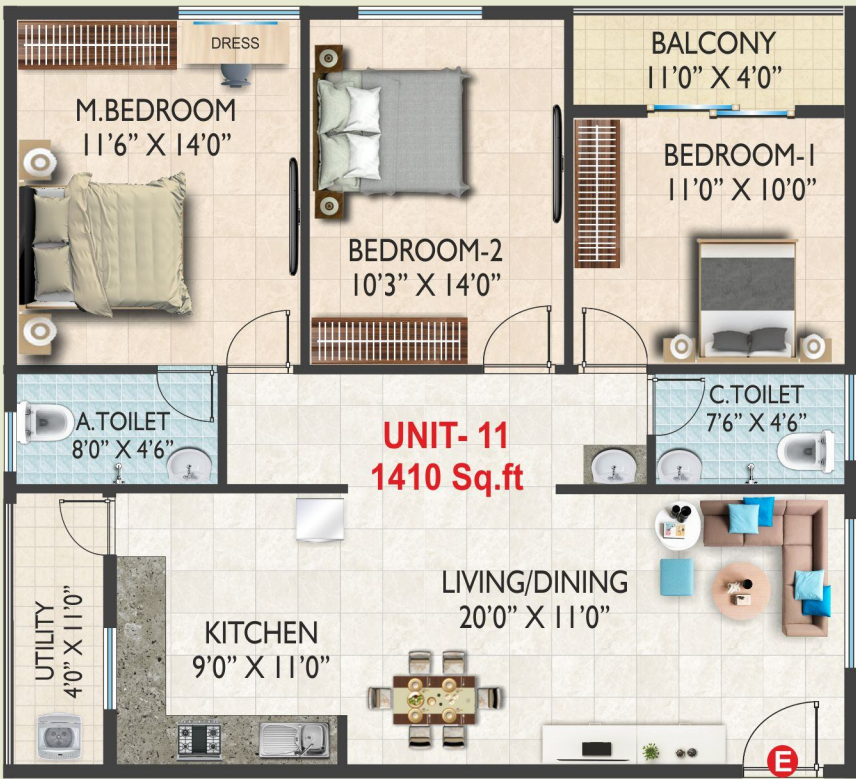 DRESS
M.BEDROOM
11'6” X 14'0”
BEDROOM-2
10'3” X 14'0”
BALCONY
11'0” X 4'0”
BEDROOM-1
11'0” X 10'0”
A.TOILET
8'0” X 4'6”
UNIT- 11
1410 Sq.ft
C.TOILET
7'6” X 4'6”
UTILITY
4'0” X 11'0”
KITCHEN
9'0” X 11'0”
LIVING/DINING
20'0” X 11'0”
E